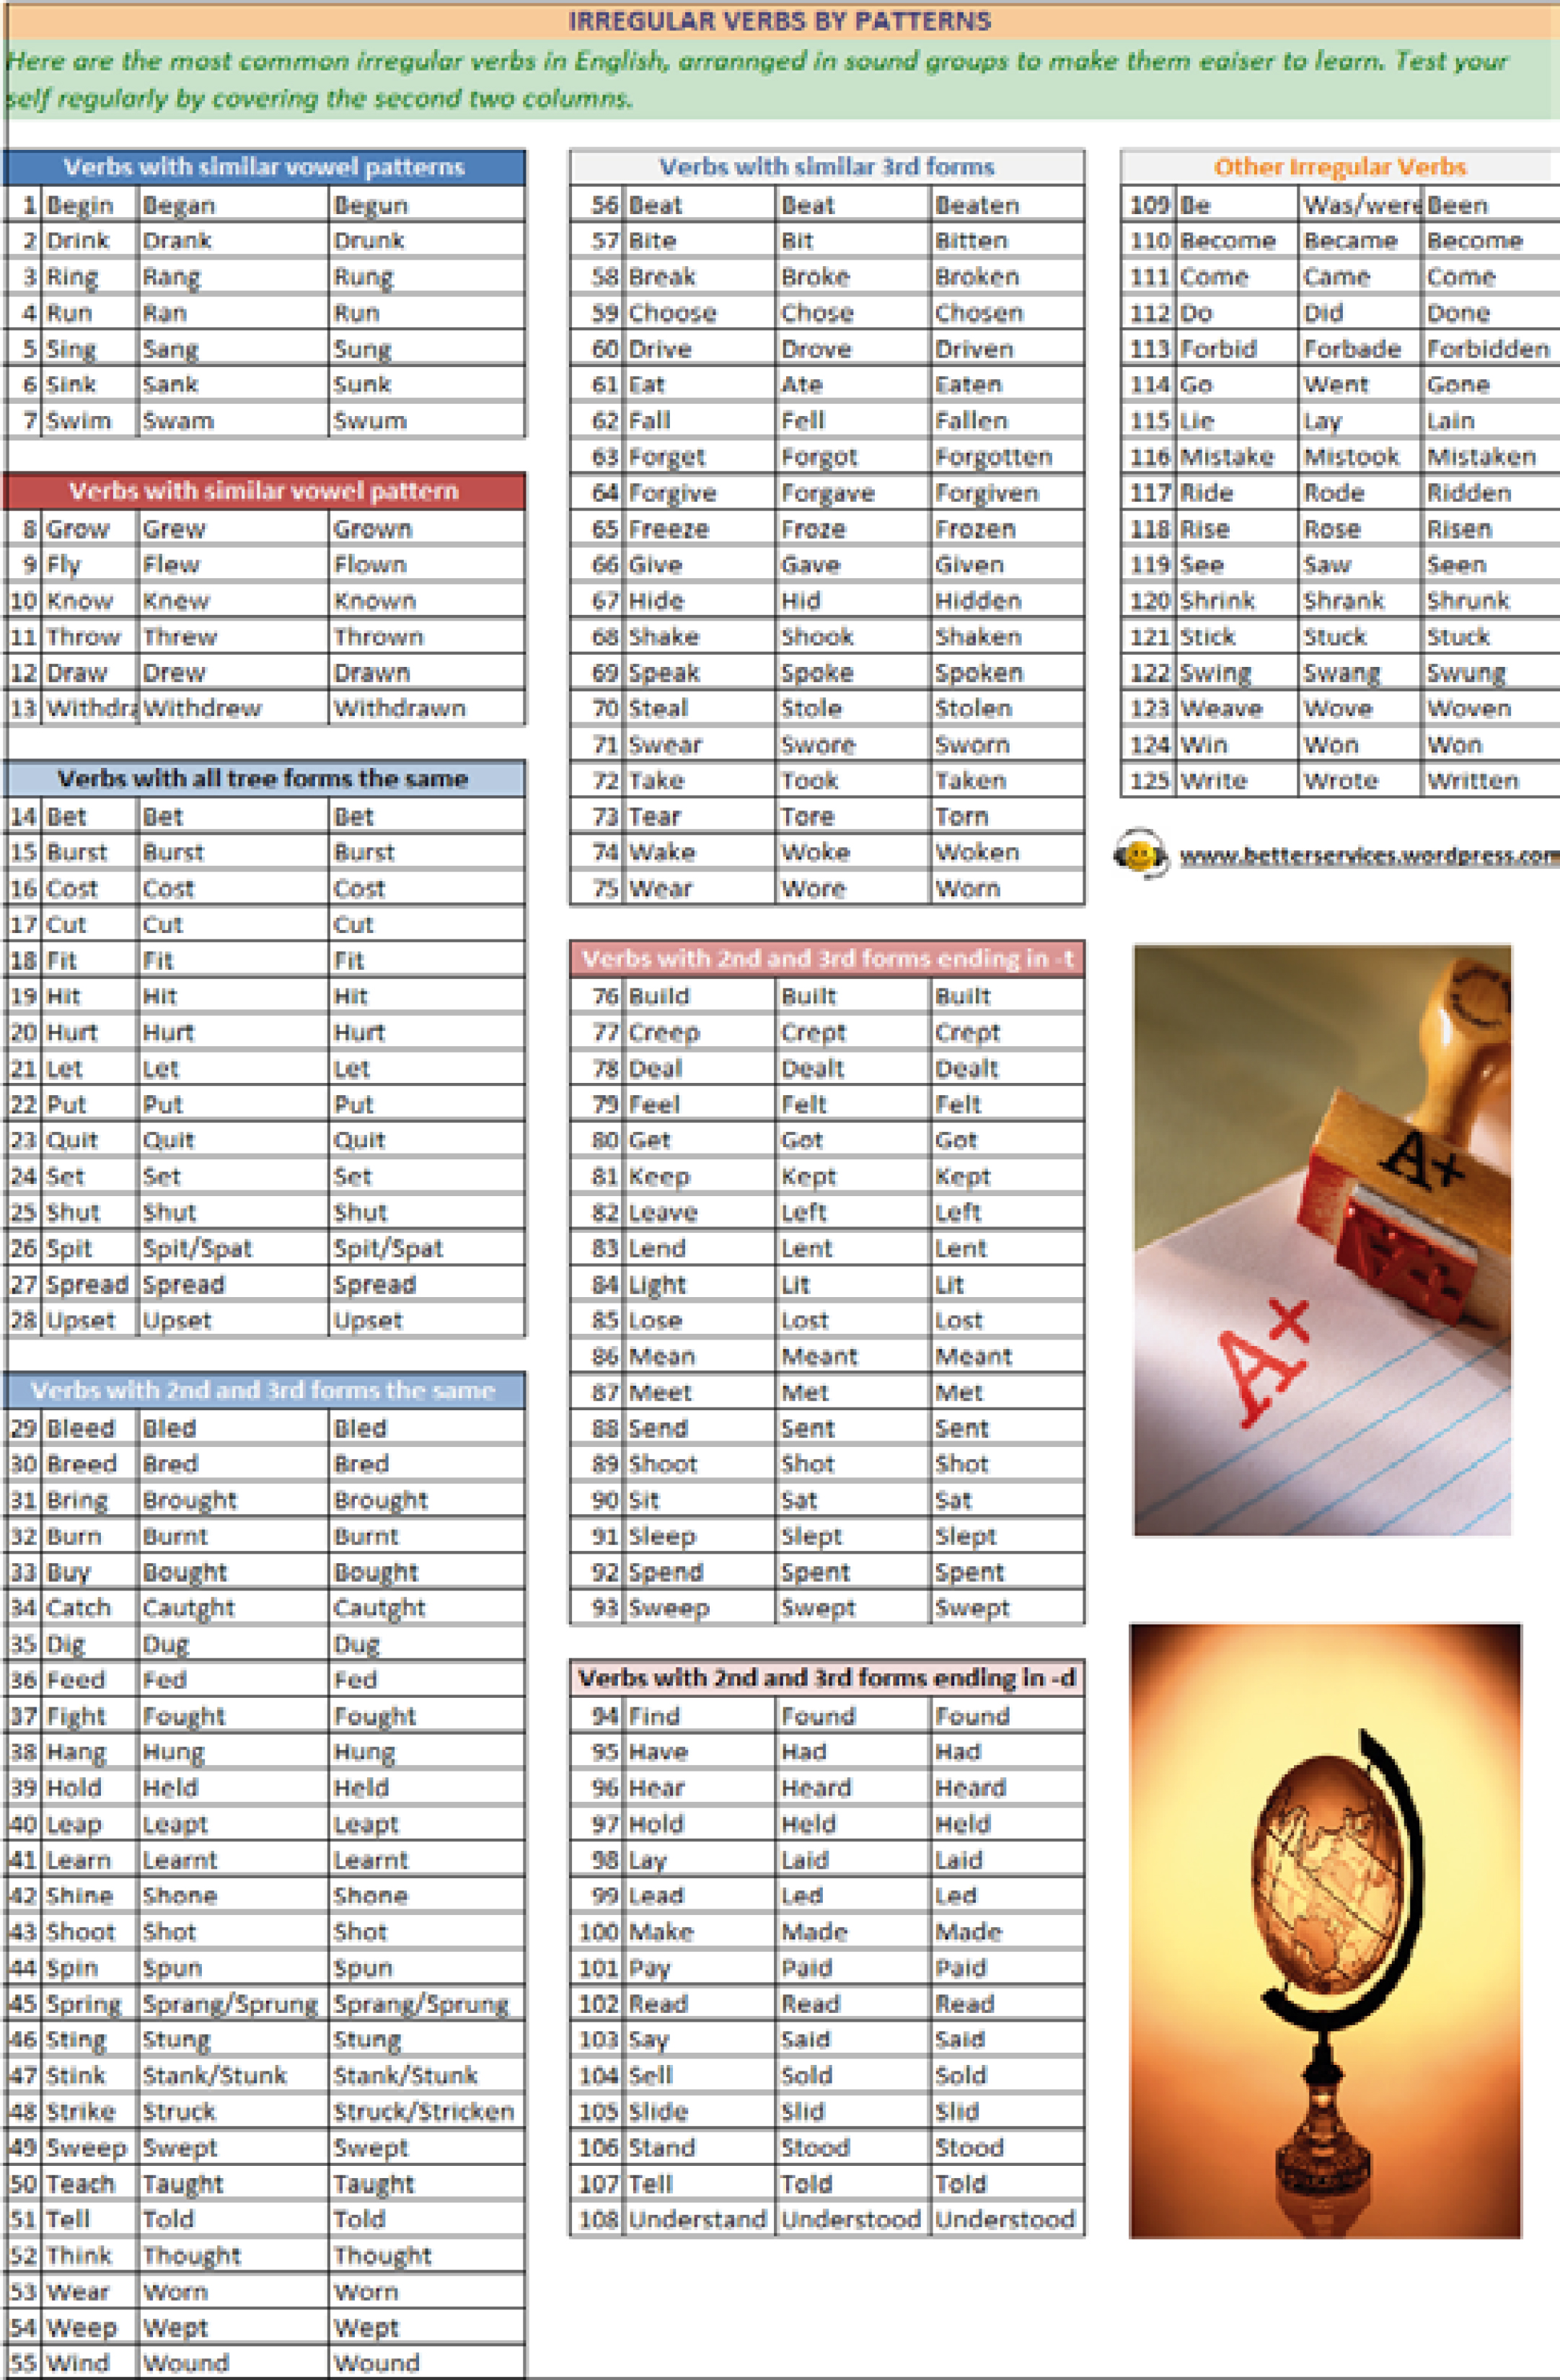 IRREGULAR VERBS BY PATTERNS
Here are the most common irregular verbs in English, arrannged in sound groups to make them eaiser to learn. Test your
self regularly by covering the second two columns.
Verbs with similar vowel patterns
1 Begin Began Begun
2 Drink Drank Drunk
3 Ring Rang Rung
4 Run Ran Run
5 Sing Sang Sung
6 Sink Sank Sunk
7 Swim Swam Swum
Verbs with similar vowel pattern
8 Grow Grew Grown
9 Fly Flew Flown
10 Know Knew Known
11 Throw Threw Thrown
12 Draw Drew Drawn
13 Withdra Withdrew Withdrawn
Verbs with all tree forms the same
14 Bet Bet Bet
15 Burst Burst Burst
16 Cost Cost Cost
17 Cut Cut Cut
18 Fit Fit Fit
19 Hit Hit Hit
20 Hurt Hurt Hurt
21 Let Let Let
22 Put Put Put
23 Quit Quit Quit
24 Set Set Set
25 Shut Shut Shut
26 Spit Spit/Spat Spit/Spat
27 Spread Spread Spread
28 Upset Upset Upset
Verbs with 2nd and 3rd forms the same
29 Bleed Bled Bled
30 Breed Bred Bred
31 Bring Brought Brought
32 Burn Burnt Burnt
33 Buy Bought Bought
34 Catch Cautght Cautght
35 Dig Dug Dug
36 Feed Fed Fed
37 Fight Fought Fought
38 Hang Hung Hung
39 Hold Held Held
40 Leap Leapt Leapt
41 Learn Learnt Learnt
42 Shine Shone Shone
43 Shoot Shot Shot
44 Spin Spun Spun
45 Spring Sprang/Sprung Sprang/Sprung
46 Sting Stung Stung
47 Stink Stank/Stunk Stank/Stunk
48 Strike Struck Struck/Stricken
49 Sweep Swept Swept
50 Teach Taught Taught
51 Tell Told Told
52 Think Thought Thought
53 Wear Worn Worn
54 Weep Wept Wept
55 Wind Wound Wound
Verbs with similar 3rd forms
56 Beat Beat Beaten
57 Bite Bit Bitten
58 Break Broke Broken
59 Choose Chose Chosen
60 Drive Drove Driven
61 Eat Ate Eaten
62 Fall Fell Fallen
63 Forget Forgot Forgotten
64 Forgive Forgave Forgiven
65 Freeze Froze Frozen
66 Give Gave Given
67 Hide Hid Hidden
68 Shake Shook Shaken
69 Speak Spoke Spoken
70 Steal Stole Stolen
71 Swear Swore Sworn
72 Take Took Taken
73 Tear Tore Torn
74 Wake Woke Woken
75 Wear Wore Worn
Verbs with 2nd and 3rd forms ending in -t
76 Build Built Built
77 Creep Crept Crept
78 Deal Dealt Dealt
79 Feel Felt Felt
80 Get Got Got
81 Keep Kept Kept
82 Leave Left Left
83 Lend Lent Lent
84 Light Lit Lit
85 Lose Lost Lost
86 Mean Meant Meant
87 Meet Met Met
88 Send Sent Sent
89 Shoot Shot Shot
90 Sit Sat Sat
91 Sleep Slept Slept
92 Spend Spent Spent
93 Sweep Swept Swept
Verbs with 2nd and 3rd forms ending in -d
94 Find Found Found
95 Have Had Had
96 Hear Heard Heard
97 Hold Held Held
98 Lay Laid Laid
99 Lead Led Led
100 Make Made Made
101 Pay Paid Paid
102 Read Read Read
103 Say Said Said
104 Sell Sold Sold
105 Slide Slid Slid
106 Stand Stood Stood
107 Tell Told Told
108 Understand Understood Understood
Other Irregular Verbs
109 Be Was/were Been
110 Become Became Become
111 Come Came Come
112 Do Did Done
113 Forbid Forbade Forbidden
114 Go Went Gone
115 Lie Lay Lain
116 Mistake Mistook Mistaken
117 Ride Rode Ridden
118 Rise Rose Risen
119 See Saw Seen
120 Shrink Shrank Shrunk
121 Stick Stuck Stuck
122 Swing Swang Swung
123 Weave Wove Woven
124 Win Won Won
125 Write Wrote Written
www.betterservices.wordpress.com
A+
A+